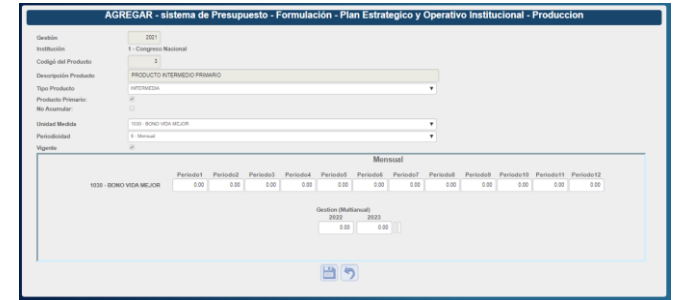 AGREGAR - sistema de Presupuesto - Formulación - Plan Estrategico y Operativo Institucional - Produccion
Gestión 2021
Institución 1 - Congreso Nacional
Codigó del Producto 3
Descripción Producto PRODUCTO INTERMEDIO PRIMARIO
Tipo Producto INTERMEDIA
Producto Primario:
No Acumular:
Unidad Medida 1030 - BONO VIDA MEJOR
Periodicidad 6 - Mensual
Vigente
Mensual
Periodo1 Periodo2 Periodo3 Periodo4 Periodo5 Periodo6 Periodo7 Periodo8 Periodo9 Periodo10 Periodo11 Periodo12
1030 - BONO VIDA MEJOR 0.00 0.00 0.00 0.00 0.00 0.00 0.00 0.00 0.00 0.00 0.00 0.00
Gestion (Multianual)
2022 2023
0.00 0.00